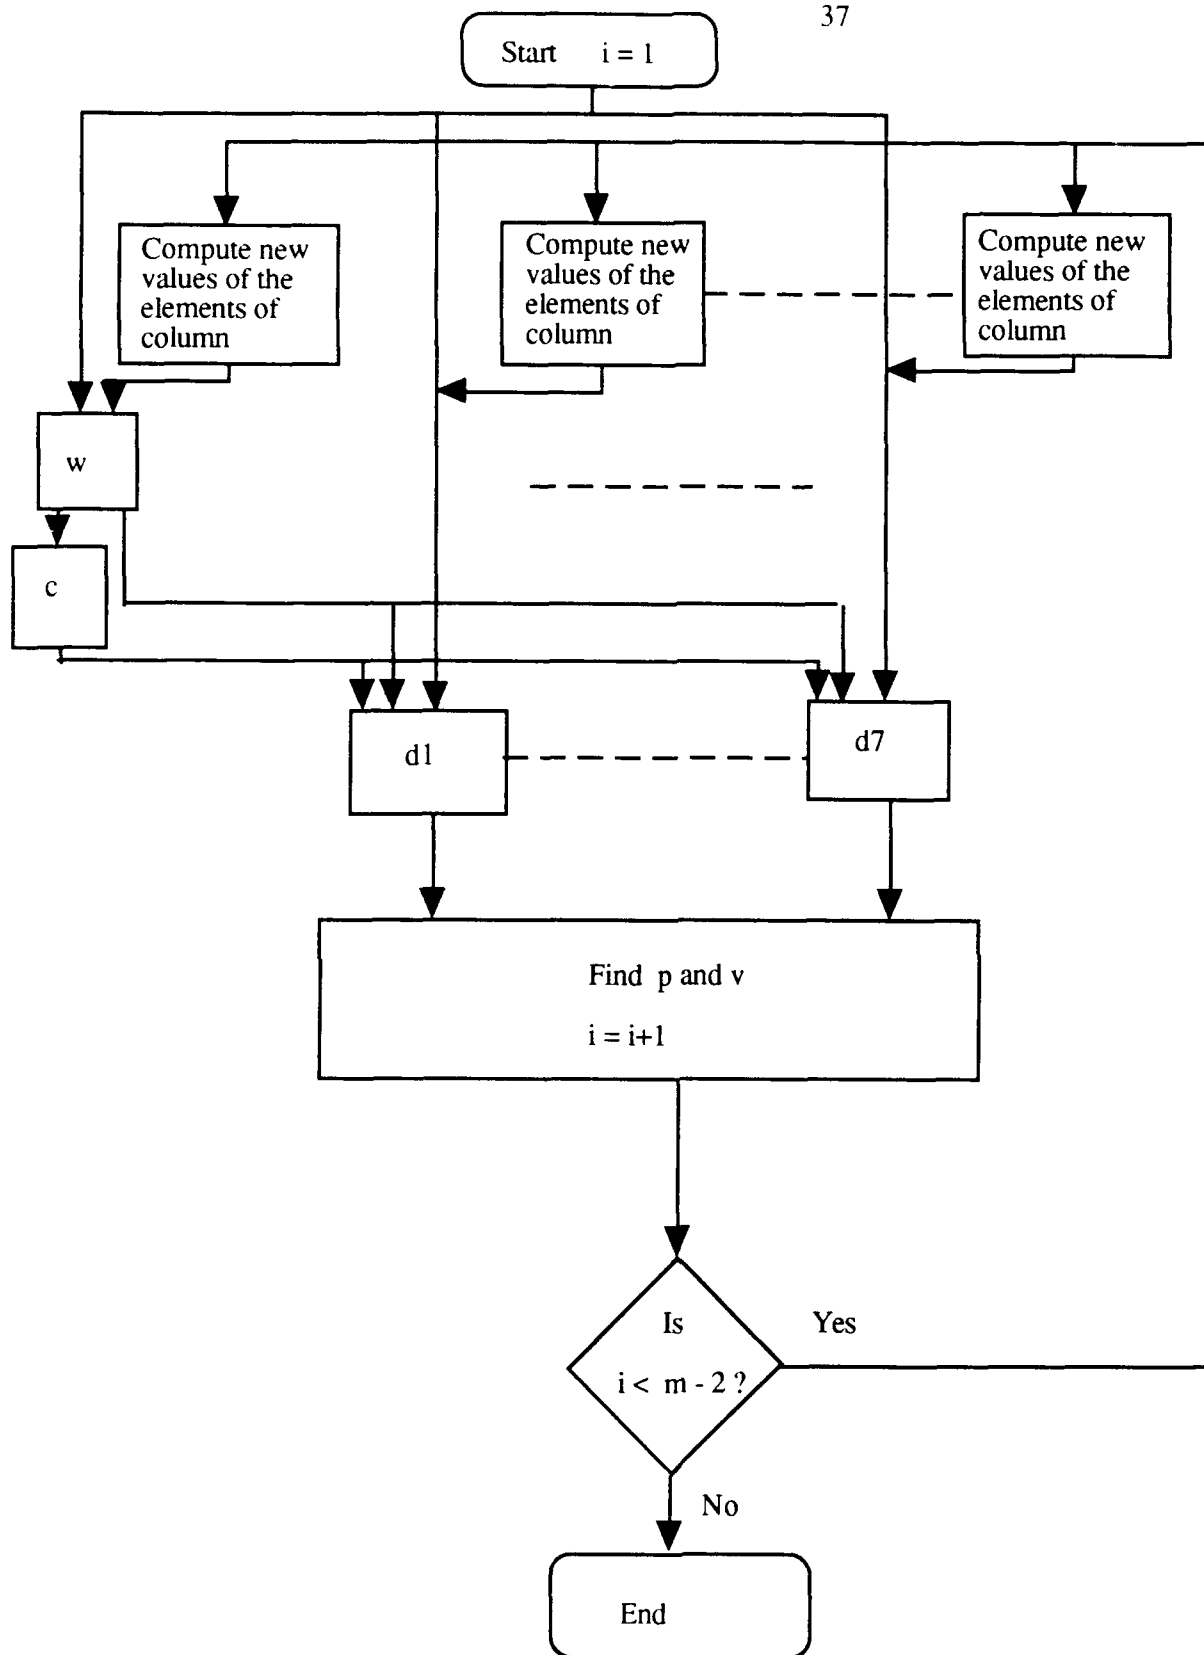 37
Start i = 1
Compute new
values of the
elements of
column
Compute new
values of the
elements of
column
Compute new
values of the
elements of
column
w
c
d1
d7
Find p and v
i = i+1
Is
i < m - 2 ?
Yes
No
End